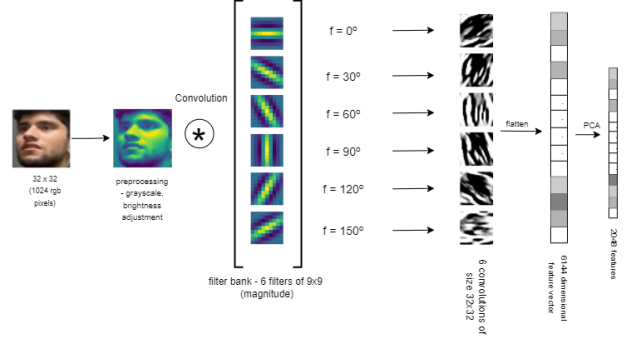 32 x 32
(1024 rgb
pixels)
preprocessing
- grayscale,
brightness
adjustment
Convolution
*
f = 0º
f = 30º
f = 60º
f = 90º
f = 120º
f = 150º
filter bank - 6 filters of 9x9
(magnitude)
6 convolutions of
size 32x32
flatten
6144 dimensional
feature vector
PCA
2048 features